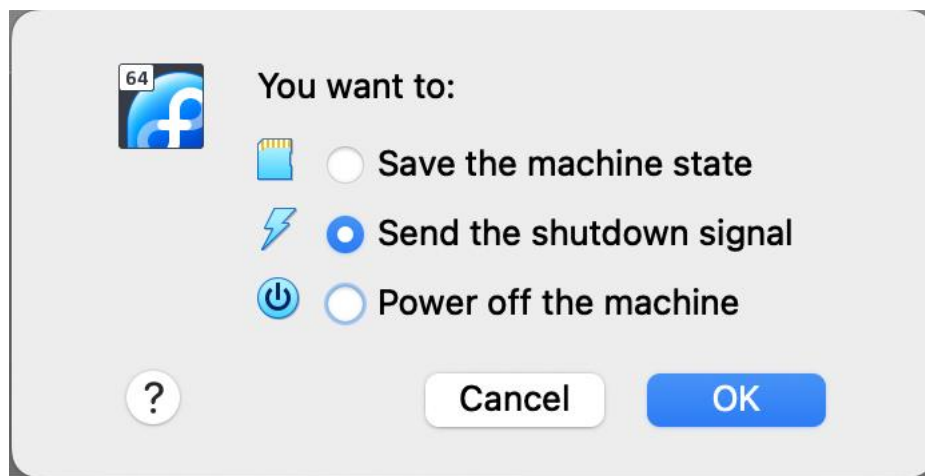 64
You want to:
Save the machine state
Send the shutdown signal
Power off the machine
?
Cancel
OK